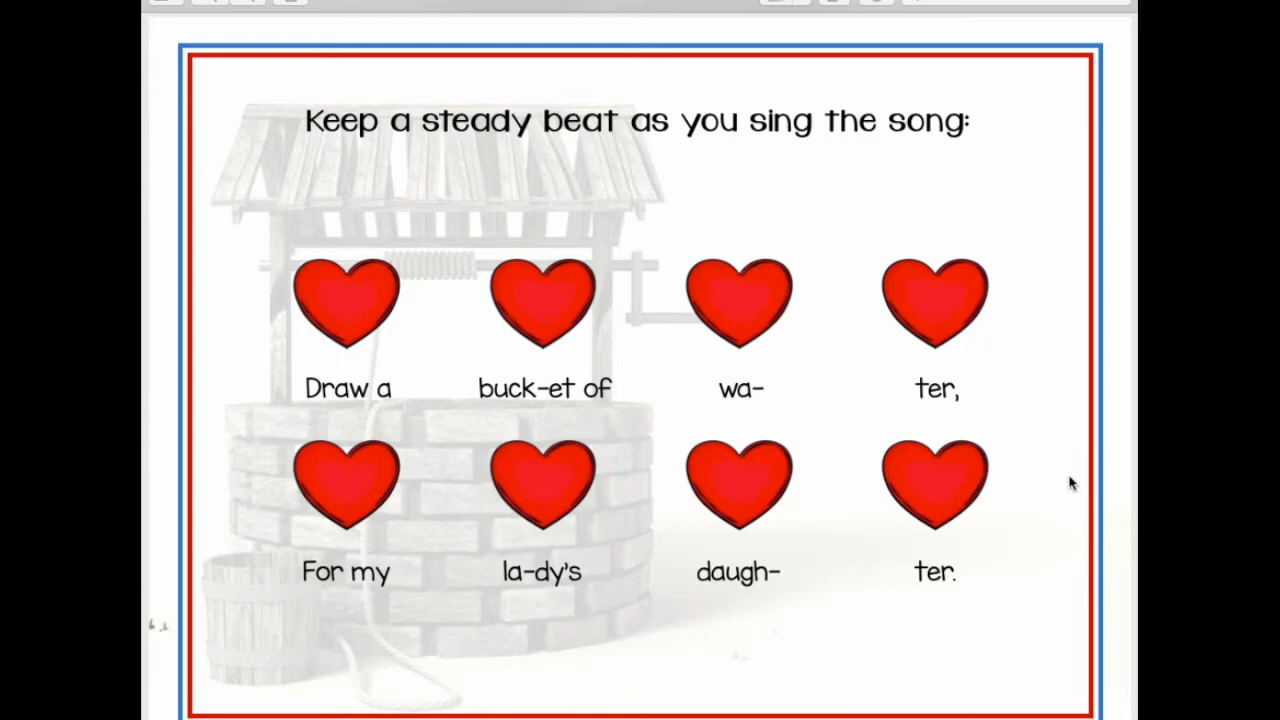 Keep a steady beat as you sing the song:
Draw a buck-et of wa- ter,
For my la-dy's daugh- ter.